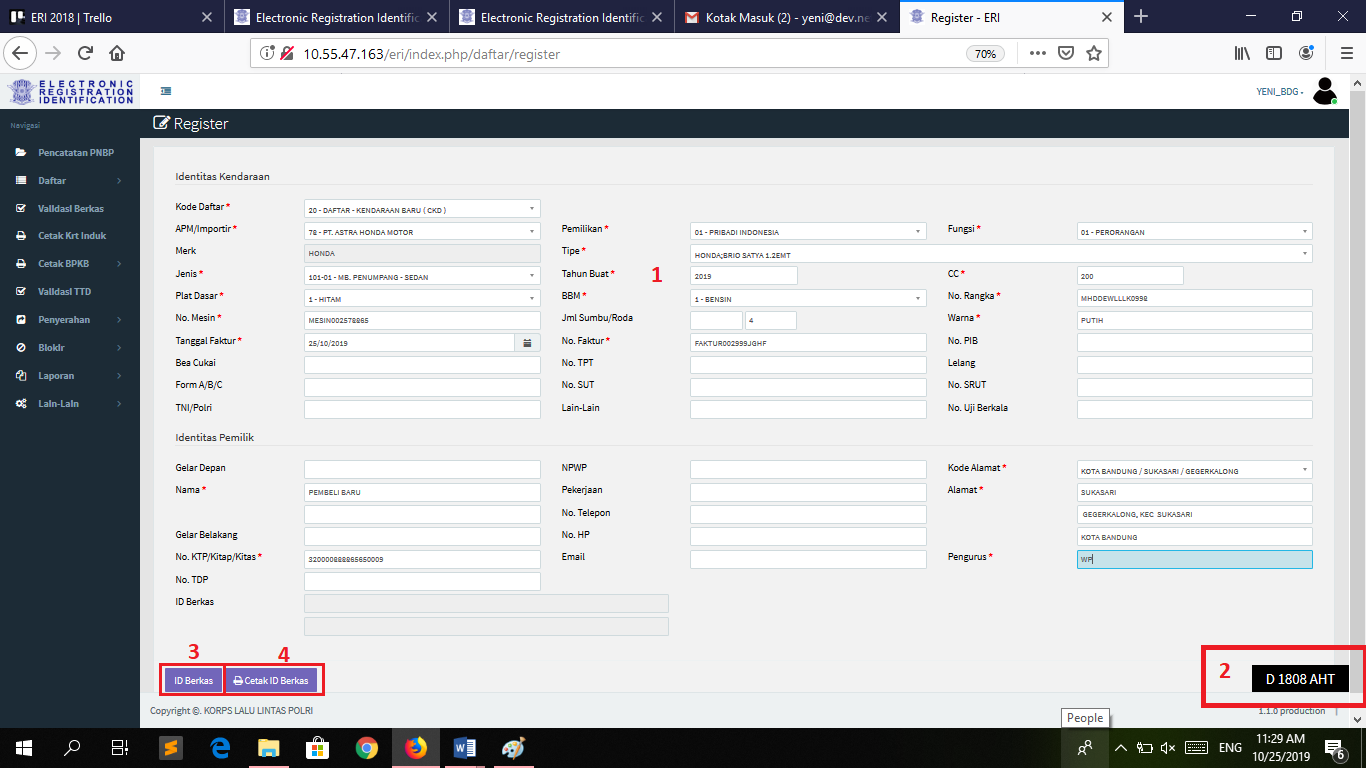 ERI 2018 | Trello
Electronic Registration Identific
Electronic Registration Identific
Kotak Masuk (2) - yeni@dev.ne
Register - ERI
10.55.47.163/eri/index.php/daftar/register
70%
ELECTRONIC
REGISTRATION
IDENTIFICATION
YENI_BDG
Navigasi
Register
Pencatatan PNBP
Daftar
Validasi Berkas
Cetak Krt Induk
Cetak BPKB
Validasi TTD
Penyerahan
Blokir
Laporan
Lain-Lain
Identitas Kendaraan
Kode Daftar * 20 - DAFTAR - KENDARAAN BARU ( CKD )
APM/Importir * 78 - PT. ASTRA HONDA MOTOR Pemilikan * 01 - PRIBADI INDONESIA Fungsi * 01 - PERORANGAN
Merk HONDA Tipe * HONDA;BRIO SATYA 1.2EMT
Jenis * 101-01 - MB. PENUMPANG - SEDAN 1 Tahun Buat * 2019 CC * 200
Plat Dasar * 1 - HITAM BBM * 1 - BENSIN No. Rangka * MHDDEWLLLK0998
No. Mesin * MESIN002578865 Jml Sumbu/Roda 4 Warna * PUTIH
Tanggal Faktur * 25/10/2019 No. Faktur * FAKTUR002999JGHF No. PIB
Bea Cukai No. TPT Lelang
Form A/B/C No. SUT No. SRUT
TNI/Polri Lain-Lain No. Uji Berkala
Identitas Pemilik
Gelar Depan NPWP Kode Alamat * KOTA BANDUNG / SUKASARI / GEGERKALONG
Nama * PEMBELI BARU Pekerjaan Alamat * SUKASARI
No. Telepon GEGERKALONG, KEC SUKASARI
Gelar Belakang No. HP KOTA BANDUNG
No. KTP/Kitap/Kitas * 320000888865650009 Email Pengurus * WP
No. TDP
ID Berkas
3 4
ID Berkas Cetak ID Berkas
2 D 1808 AHT
Copyright ©. KORPS LALU LINTAS POLRI 1.1.0 production
People
ENG
11:29 AM
10/25/2019
6